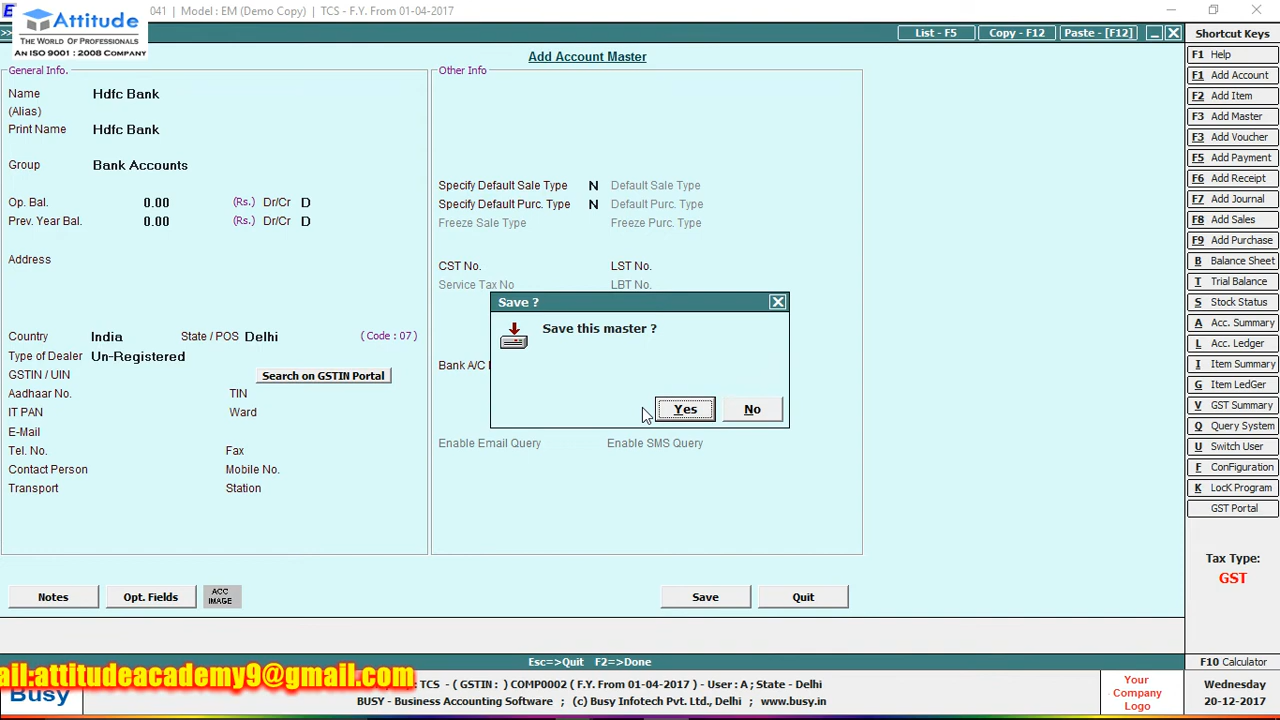 041 | Model : EM (Demo Copy) | TCS - F.Y. From 01-04-2017
Attitude
The World Of Professionals
An ISO 9001 : 2008 Company
>>
List - F5
Copy - F12
Paste - [F12]
Shortcut Keys
Add Account Master
General Info.
Other Info
Name Hdfc Bank
(Alias)
Print Name Hdfc Bank
Group Bank Accounts
Op. Bal. 0.00 (Rs.) Dr/Cr D
Prev. Year Bal. 0.00 (Rs.) Dr/Cr D
Address
Country India State / POS Delhi (Code : 07)
Type of Dealer Un-Registered
GSTIN / UIN Search on GSTIN Portal
Aadhaar No. TIN
IT PAN Ward
E-Mail
Tel. No. Fax
Contact Person Mobile No.
Transport Station
Specify Default Sale Type N Default Sale Type
Specify Default Purc. Type N Default Purc. Type
Freeze Sale Type Freeze Purc. Type
CST No. LST No.
Service Tax No LBT No.
Bank A/C
Enable Email Query Enable SMS Query
Save ?
Save this master ?
Yes No
Notes
Opt. Fields
ACC IMAGE
Save
Quit
F1 Help
F1 Add Account
F2 Add Item
F3 Add Master
F3 Add Voucher
F5 Add Payment
F6 Add Receipt
F7 Add Journal
F8 Add Sales
F9 Add Purchase
B Balance Sheet
T Trial Balance
S Stock Status
A Acc. Summary
L Acc. Ledger
I Item Summary
G Item LedGer
V GST Summary
Q Query System
U Switch User
F ConFiguration
K LocK Program
GST Portal
Tax Type:
GST
Esc=>Quit F2=>Done
F10 Calculator
ail:attitudeacademy9@gmail.com
Busy
: TCS - ( GSTIN : ) COMP0002 ( F.Y. From 01-04-2017 ) - User : A ; State - Delhi
BUSY - Business Accounting Software ; (c) Busy Infotech Pvt. Ltd., Delhi ; www.busy.in
Your
Company
Logo
Wednesday
20-12-2017